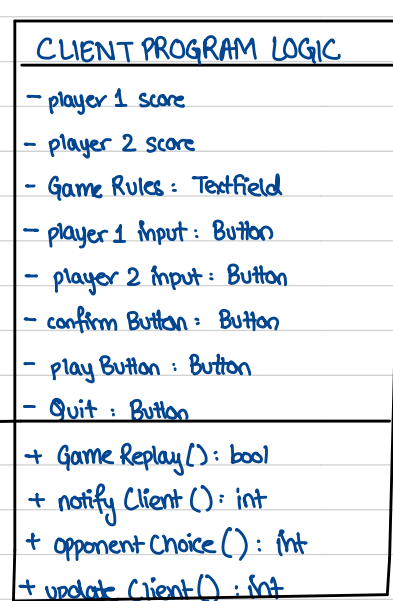 CLIENT PROGRAM LOGIC
- player 1 score
- player 2 score
- Game Rules : Textfield
- player 1 input : Button
- player 2 input : Button
- confirm Button : Button
- play Button : Button
- Quit : Button
+ Game Replay() : bool
+ notify Client () : int
+ opponent Choice () : int
+ update Client() : int